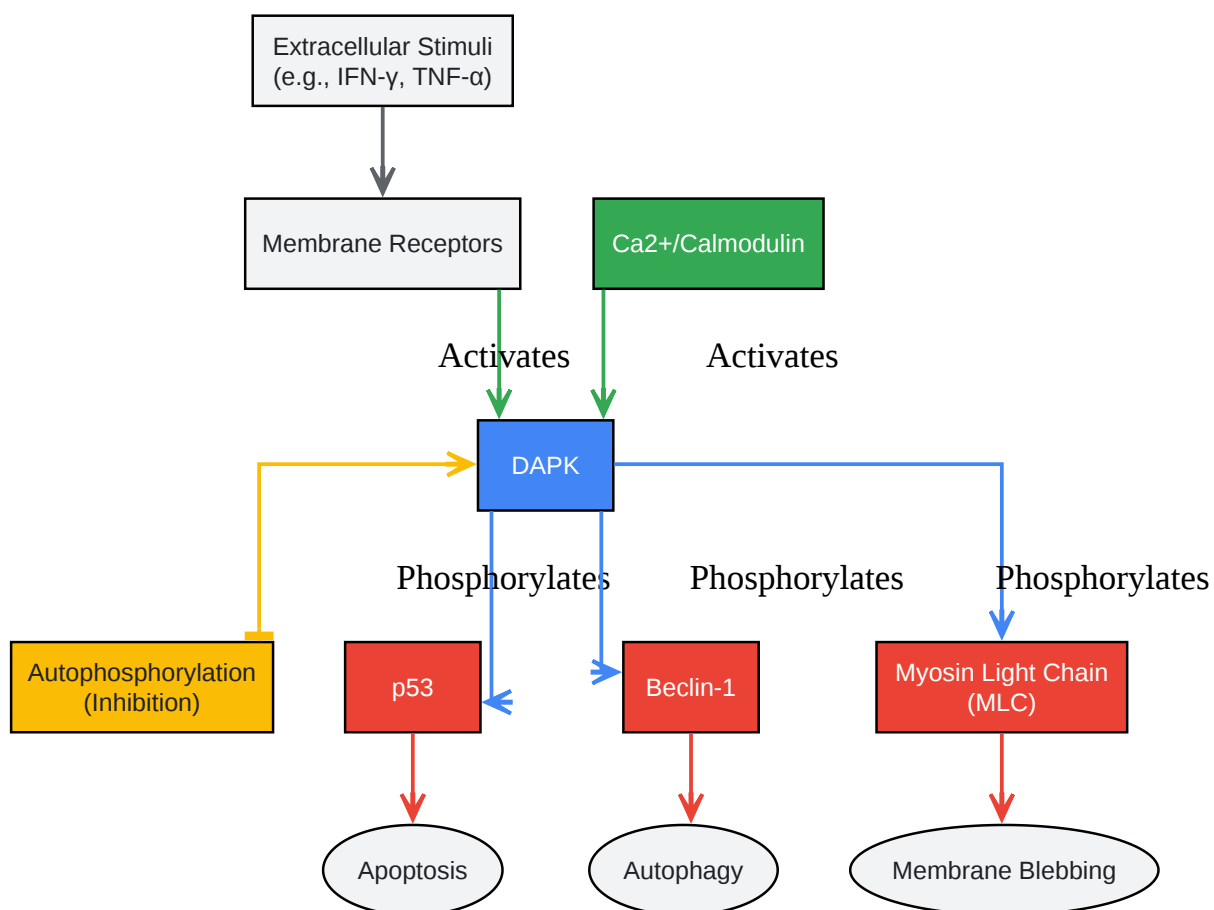 Extracellular Stimuli
(e.g., IFN-γ, TNF-α)
Membrane Receptors
Ca2+/Calmodulin
Activates
Activates
DAPK
Phosphorylates
Phosphorylates
Phosphorylates
Autophosphorylation
(Inhibition)
p53
Beclin-1
Myosin Light Chain
(MLC)
Apoptosis
Autophagy
Membrane Blebbing